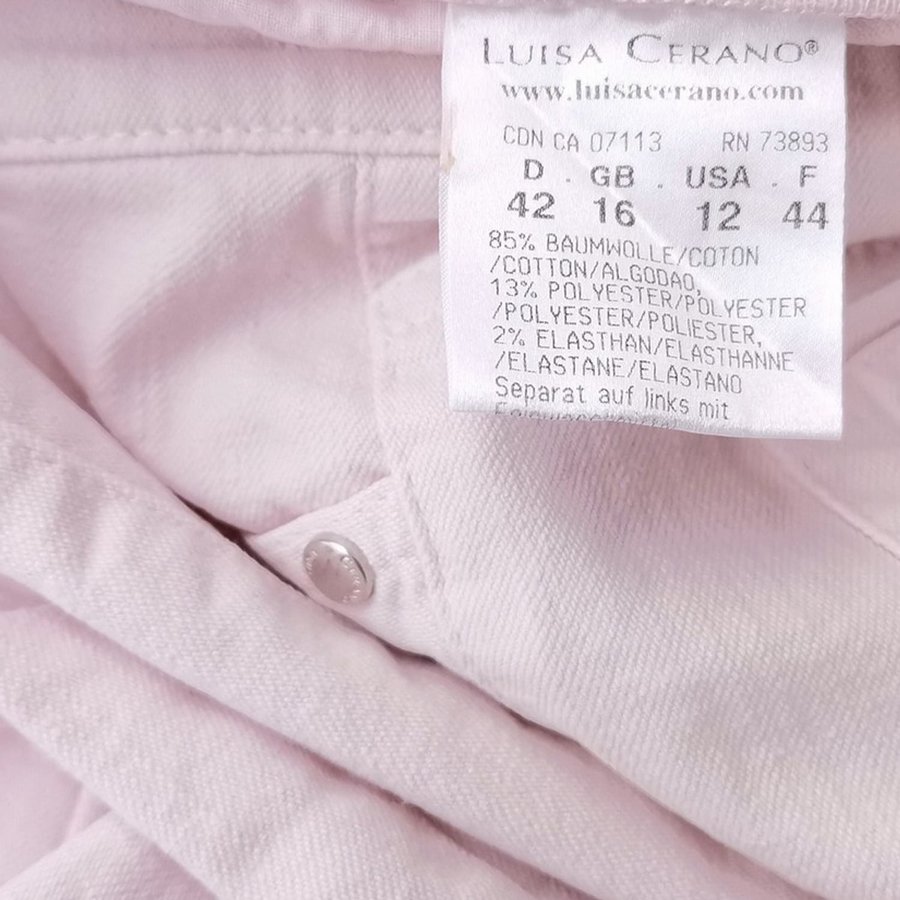 LUISA CERANO®
www.luisacerano.com
CDN CA 07113 RN 73893
D . GB . USA . F
42 16 12 44
85% BAUMWOLLE/COTON
/COTTON/ALGODAO,
13% POLYESTER/POLYESTER
/POLYESTER/POLIESTER,
2% ELASTHAN/ELASTHANNE
/ELASTANE/ELASTANO
Separat auf links mit